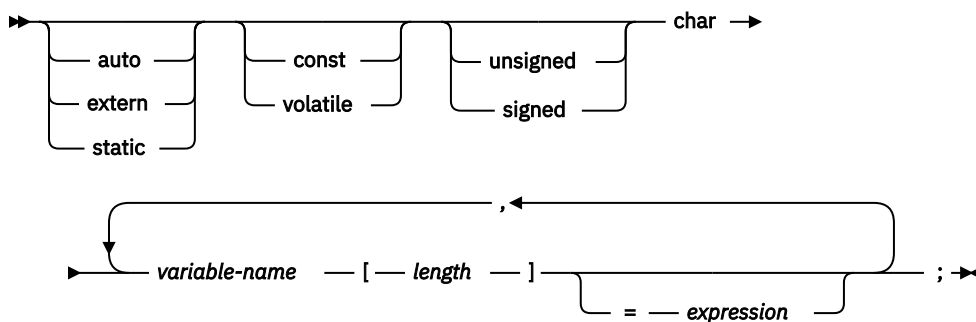 char
auto const unsigned
extern volatile signed
static
,
variable-name [ length ] ;
= expression